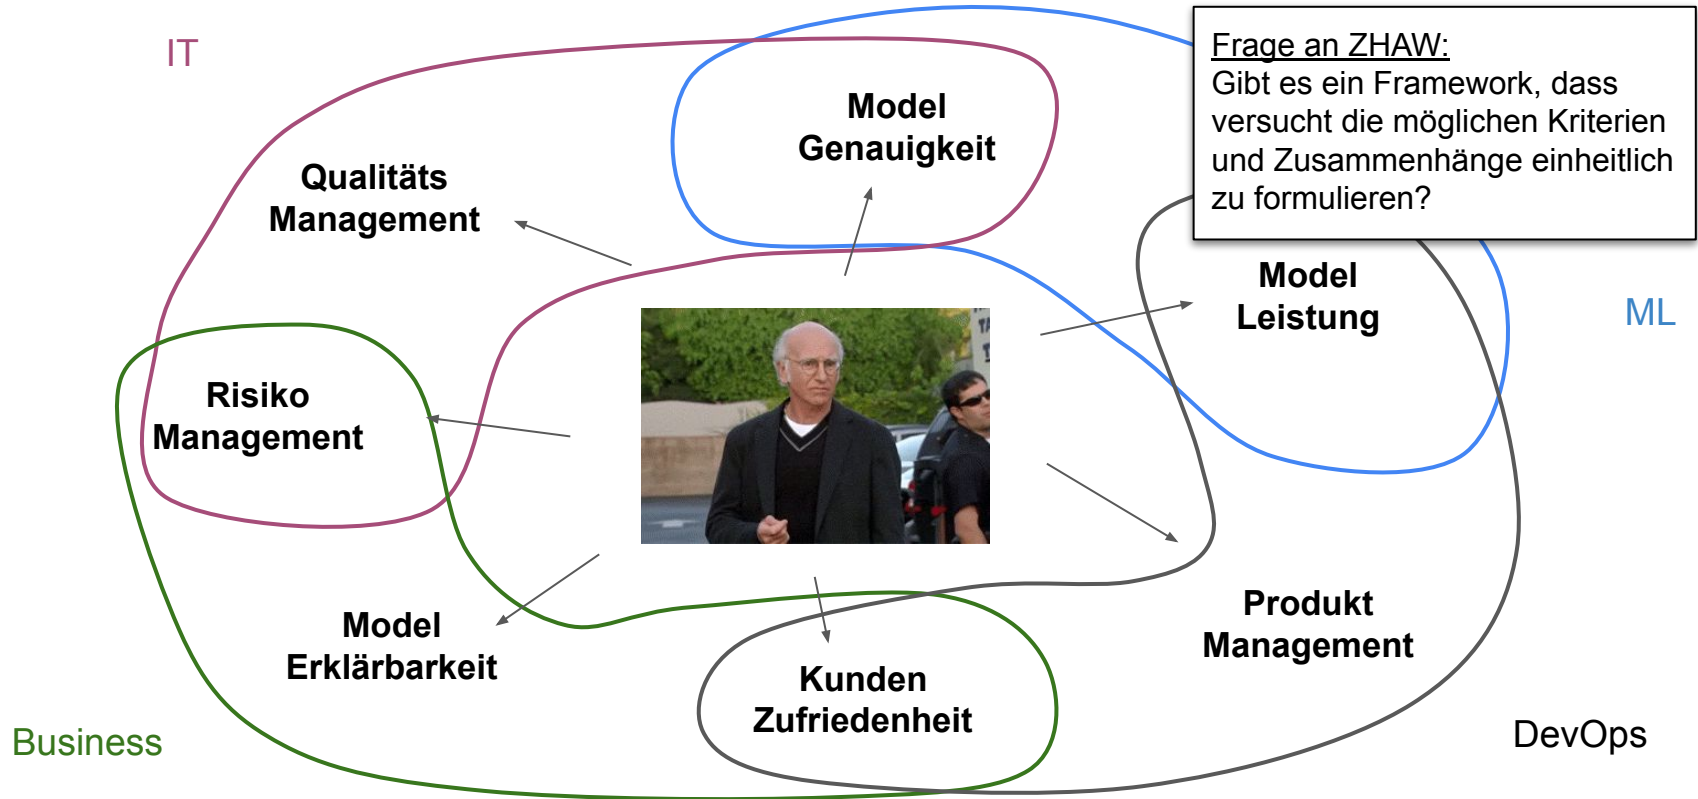 IT
Frage an ZHAW:
Gibt es ein Framework, dass
versucht die möglichen Kriterien
und Zusammenhänge einheitlich
zu formulieren?
Model
Genauigkeit
Qualitäts
Management
Model
Leistung
ML
Risiko
Management
Model
Erklärbarkeit
Produkt
Management
Kunden
Zufriedenheit
Business
DevOps